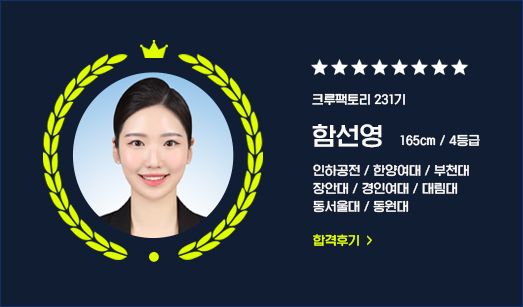 크루팩토리 231기
함선영 165cm / 4등급
인하공전 / 한양여대 / 부천대
장안대 / 경인여대 / 대림대
동서울대 / 동원대
합격후기 >